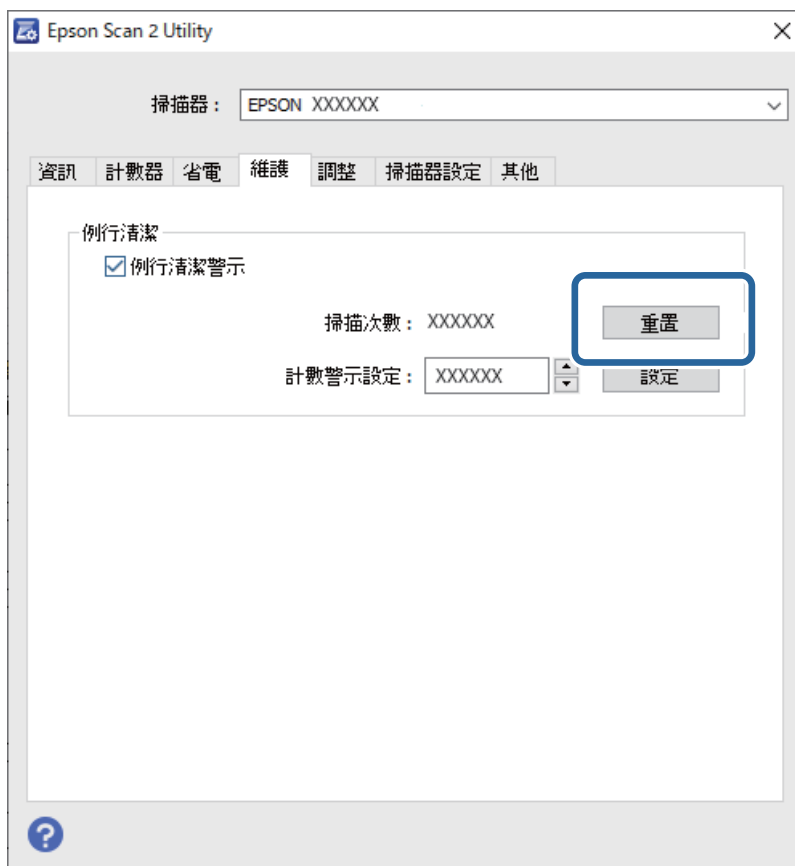 Epson Scan 2 Utility
掃描器： EPSON XXXXXX
資訊 計數器 省電 維護 調整 掃描器設定 其他
例行清潔
例行清潔警示
掃描次數： XXXXXX 重置
計數警示設定： XXXXXX 設定
?